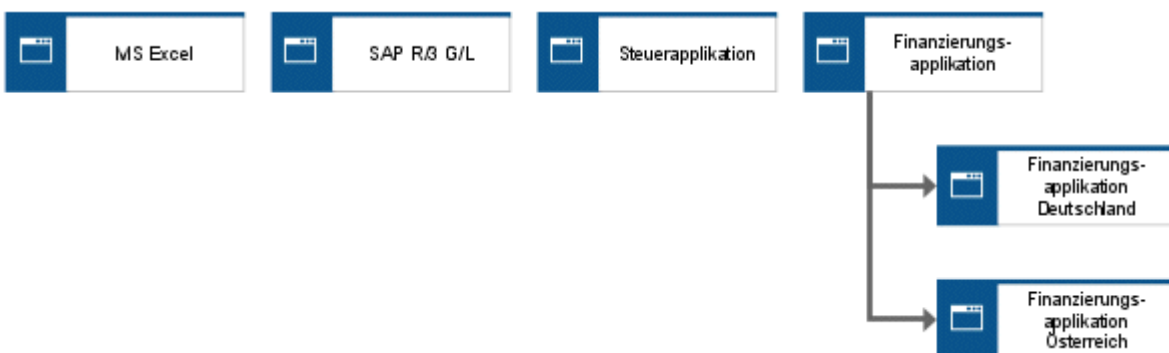 MS Excel
SAP R/3 G/L
Steuerapplikation
Finanzierungs-
applikation
Finanzierungs-
applikation
Deutschland
Finanzierungs-
applikation
Österreich